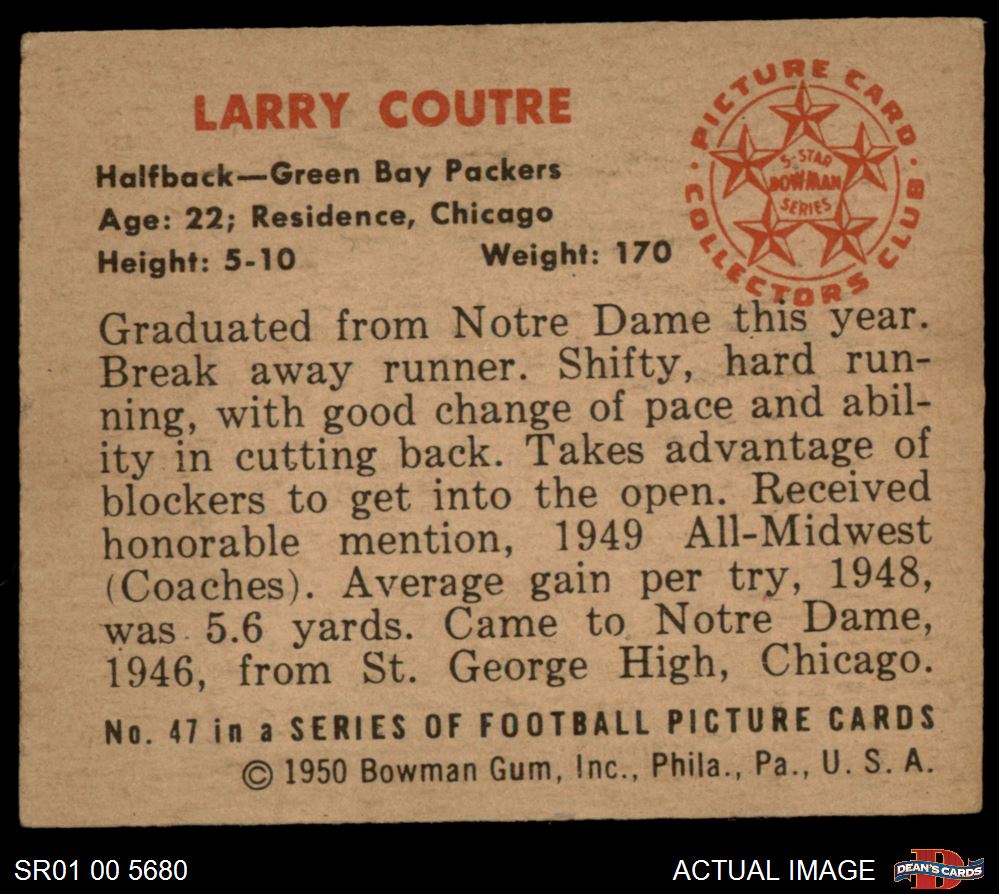 LARRY COUTRE
Halfback—Green Bay Packers
Age: 22; Residence, Chicago
Height: 5-10 Weight: 170
PICTURE CARD COLLECTORS CLUB
5-STAR
BOWMAN
SERIES
Graduated from Notre Dame this year.
Break away runner. Shifty, hard run-
ning, with good change of pace and abil-
ity in cutting back. Takes advantage of
blockers to get into the open. Received
honorable mention, 1949 All-Midwest
(Coaches). Average gain per try, 1948,
was 5.6 yards. Came to Notre Dame,
1946, from St. George High, Chicago.
No. 47 in a SERIES OF FOOTBALL PICTURE CARDS
© 1950 Bowman Gum, Inc., Phila., Pa., U. S. A.
SR01 00 5680 ACTUAL IMAGE
D
DEAN'S CARDS